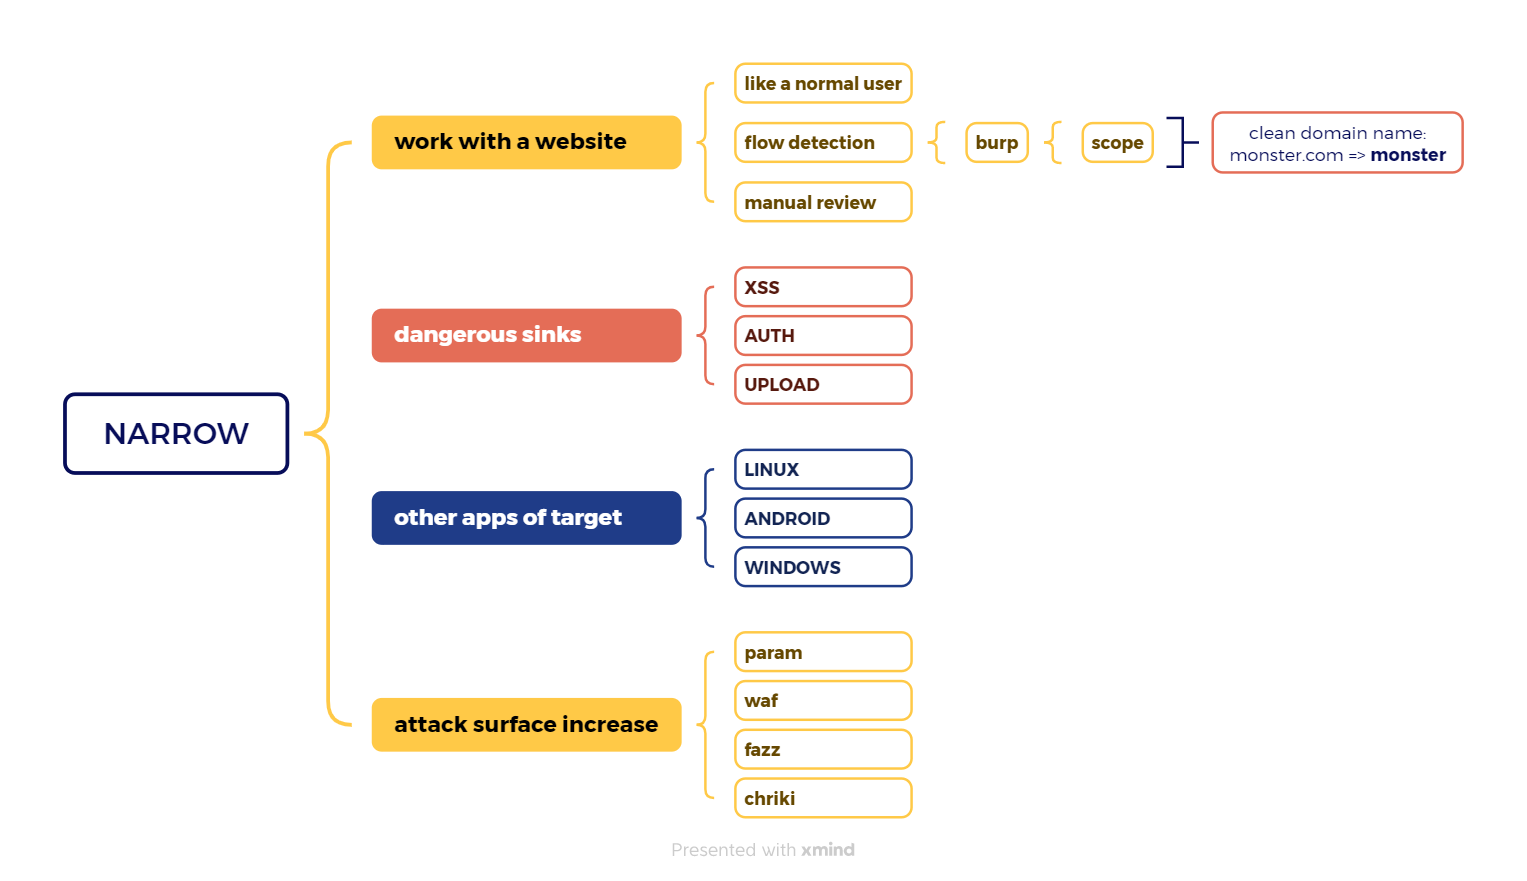 NARROW
work with a website
like a normal user
flow detection
burp
scope
clean domain name:
monster.com => monster
manual review
dangerous sinks
XSS
AUTH
UPLOAD
other apps of target
LINUX
ANDROID
WINDOWS
attack surface increase
param
waf
fazz
chriki
Presented with xmind